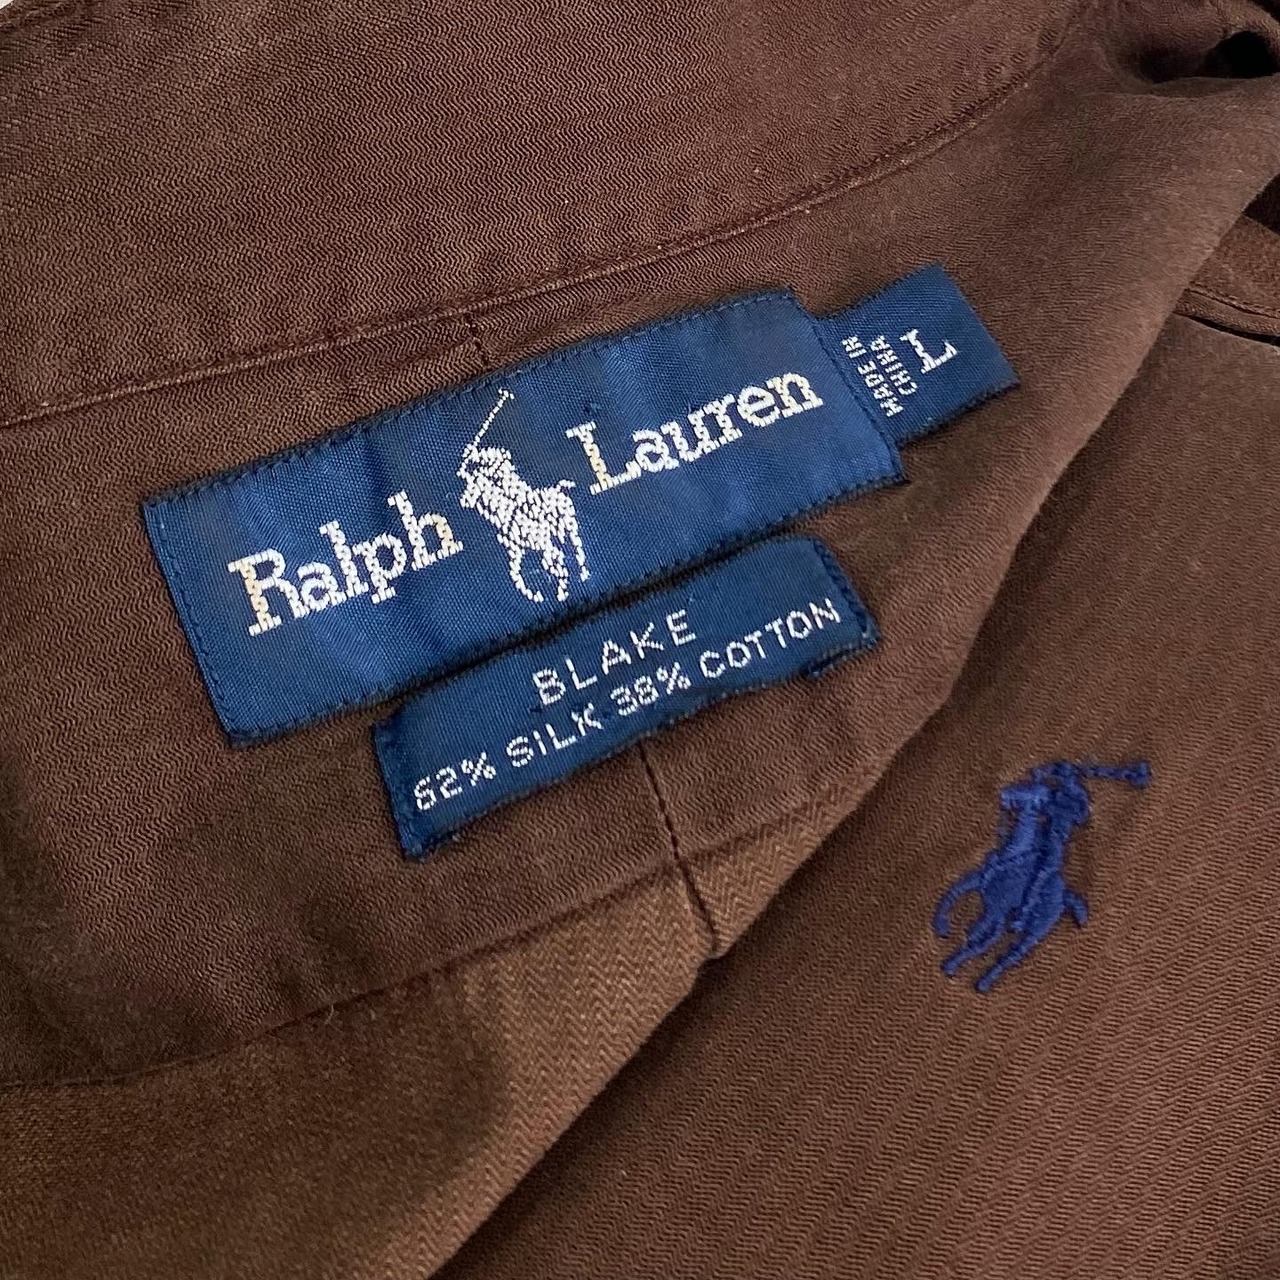 Ralph Lauren
MADE IN
CHINA
L
BLAKE
62% SILK 38% COTTON